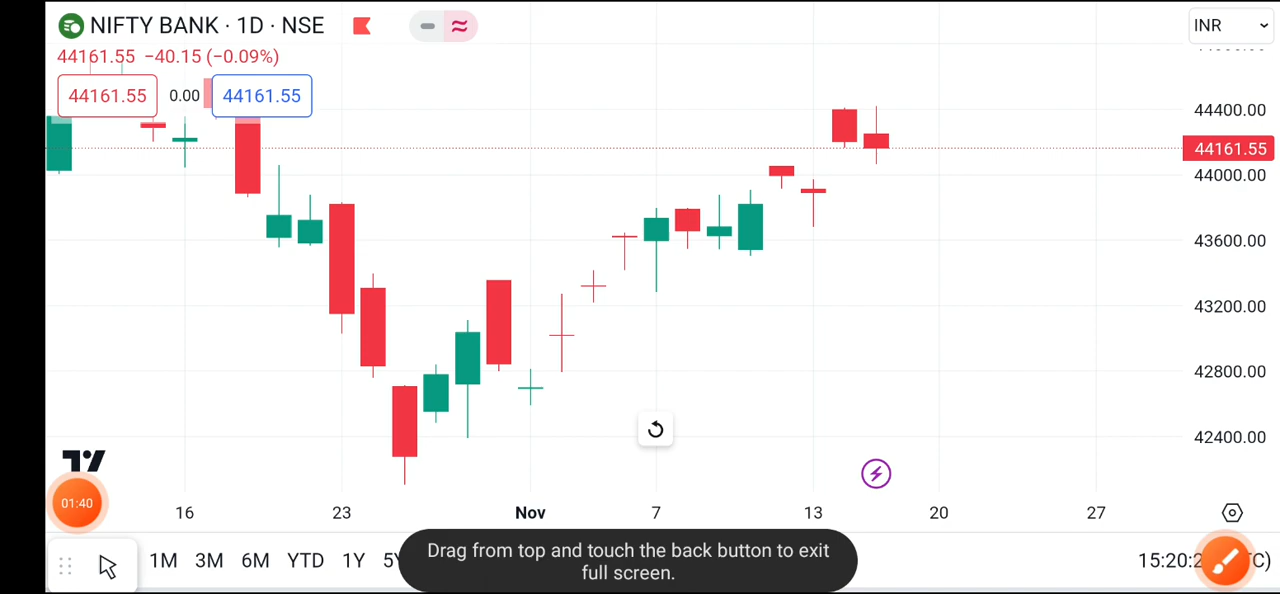 NIFTY BANK · 1D · NSE
INR
44161.55 −40.15 (−0.09%)
44161.55 0.00 44161.55
44400.00
44161.55
44000.00
43600.00
43200.00
42800.00
42400.00
01:40
16 23 Nov 7 13 20 27
1M 3M 6M YTD 1Y
Drag from top and touch the back button to exit
full screen.